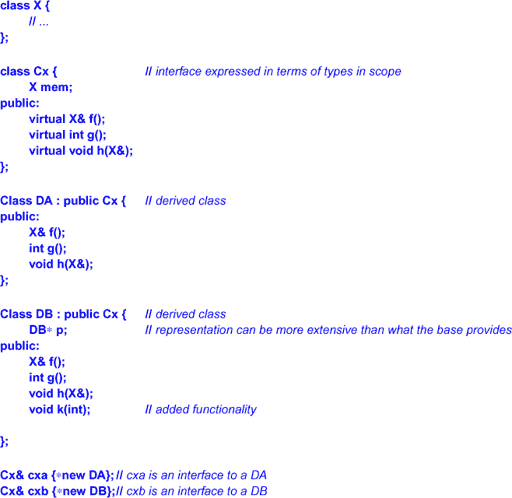 class X {
// ...
};
class Cx { // interface expressed in terms of types in scope
X mem;
public:
virtual X& f();
virtual int g();
virtual void h(X&);
};
Class DA : public Cx { // derived class
public:
X& f();
int g();
void h(X&);
};
Class DB : public Cx { // derived class
DB∗ p; // representation can be more extensive than what the base provides
public:
X& f();
int g();
void h(X&);
void k(int); // added functionality
};
Cx& cxa {∗new DA};// cxa is an interface to a DA
Cx& cxb {∗new DB};// cxb is an interface to a DB